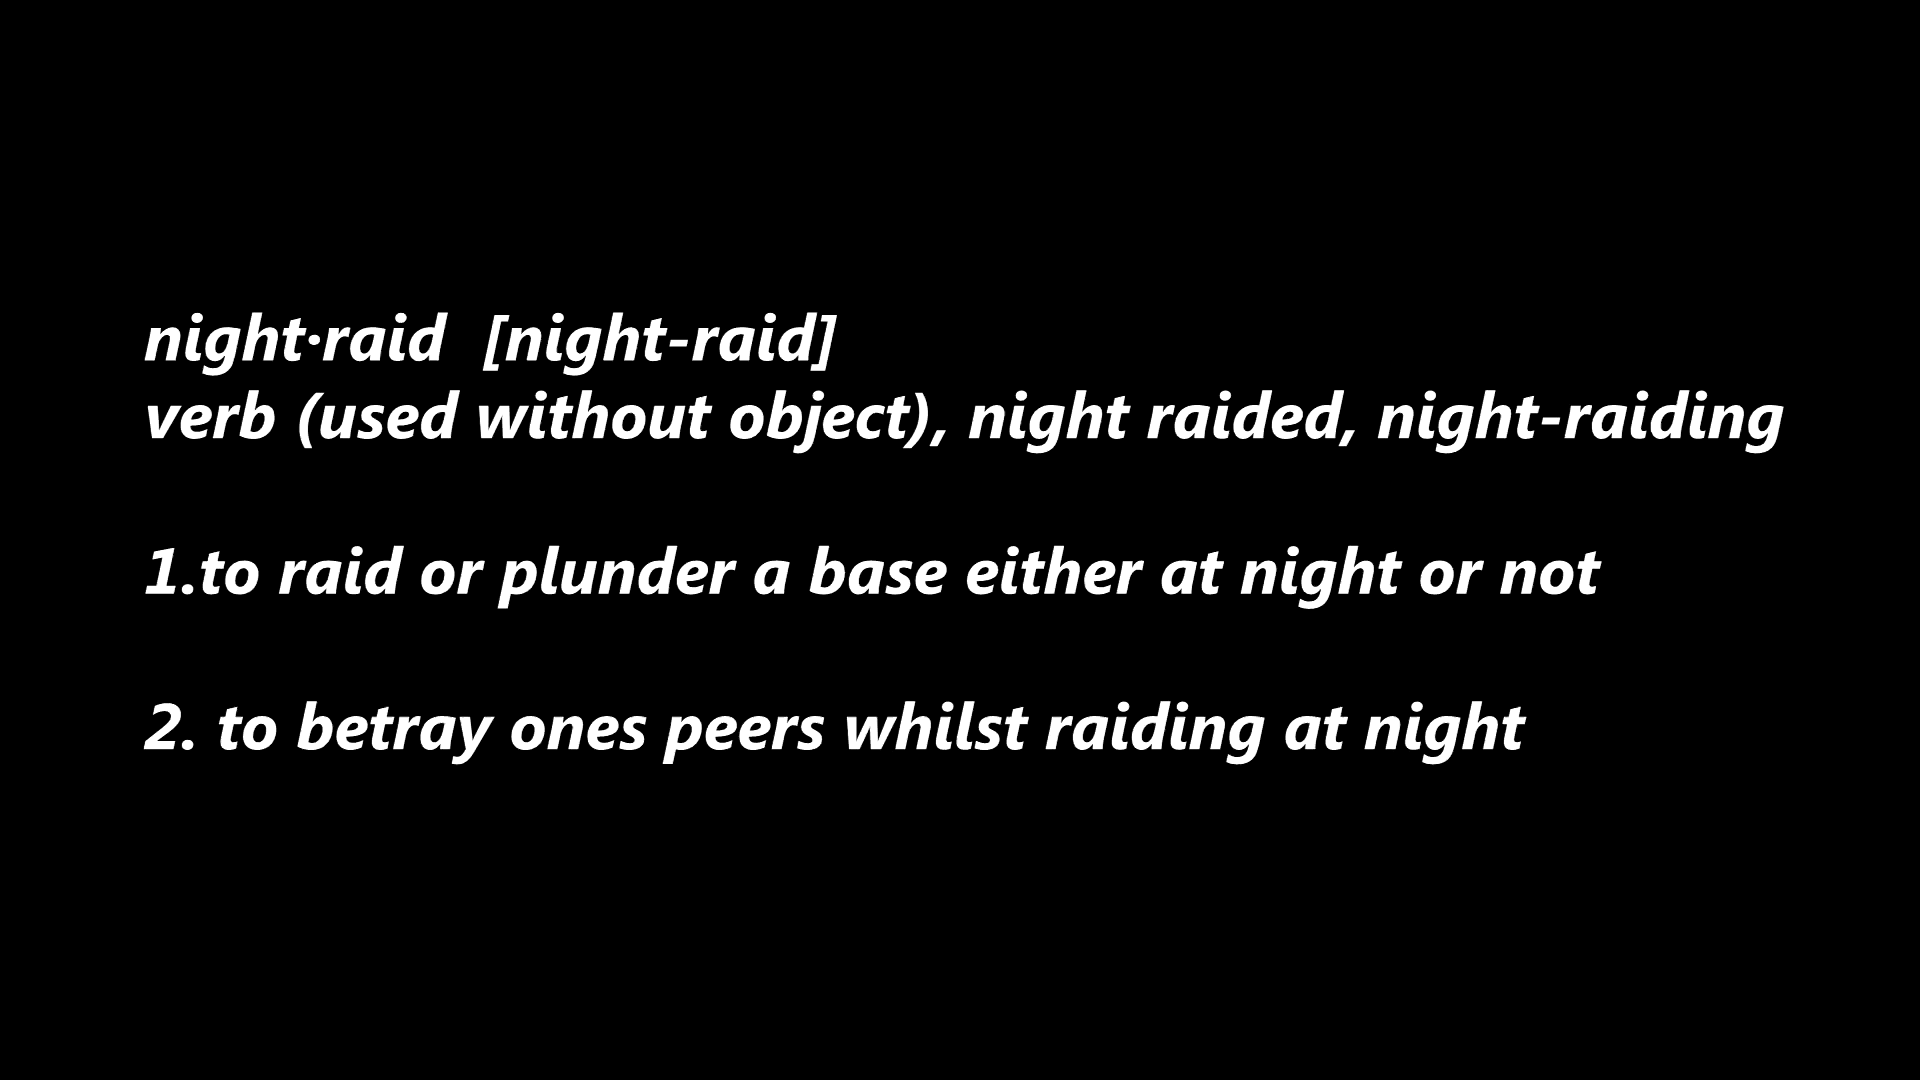 night·raid  [night-raid]
verb (used without object), night raided, night-raiding
1.to raid or plunder a base either at night or not
2. to betray ones peers whilst raiding at night